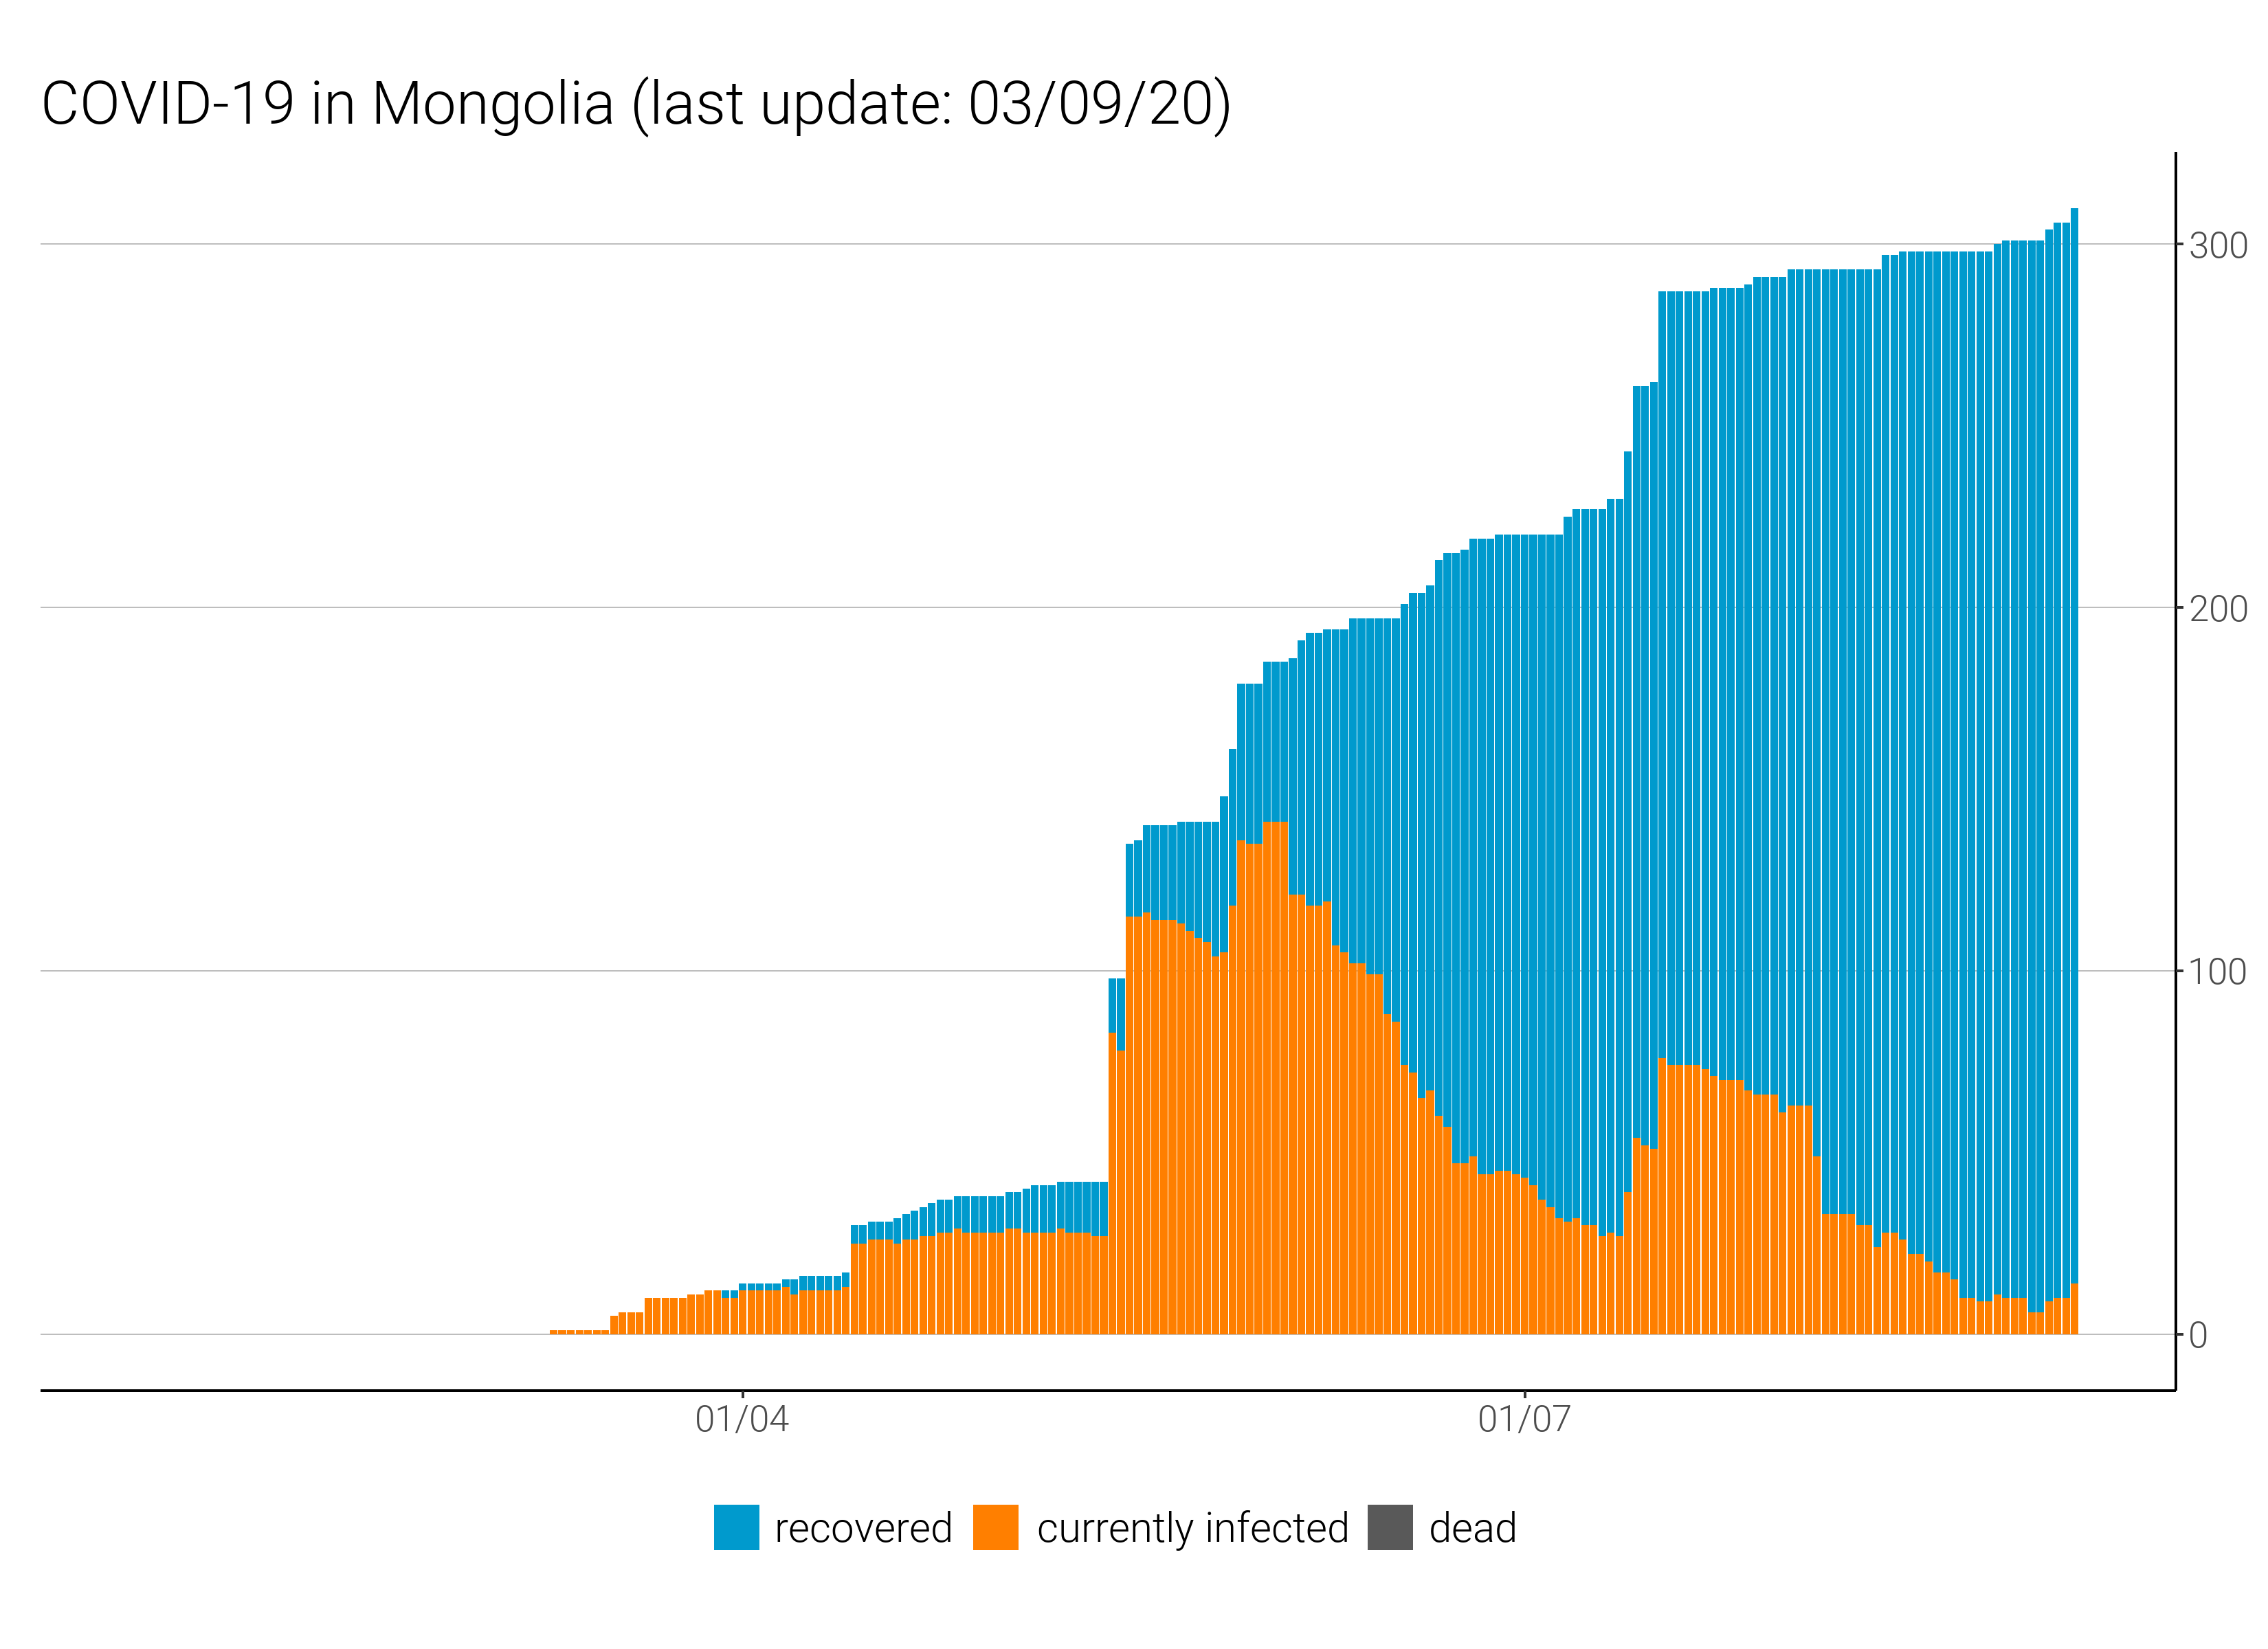 COVID-19 in Mongolia (last update: 03/09/20)
300
200
100
0
01/04 01/07
recovered currently infected dead